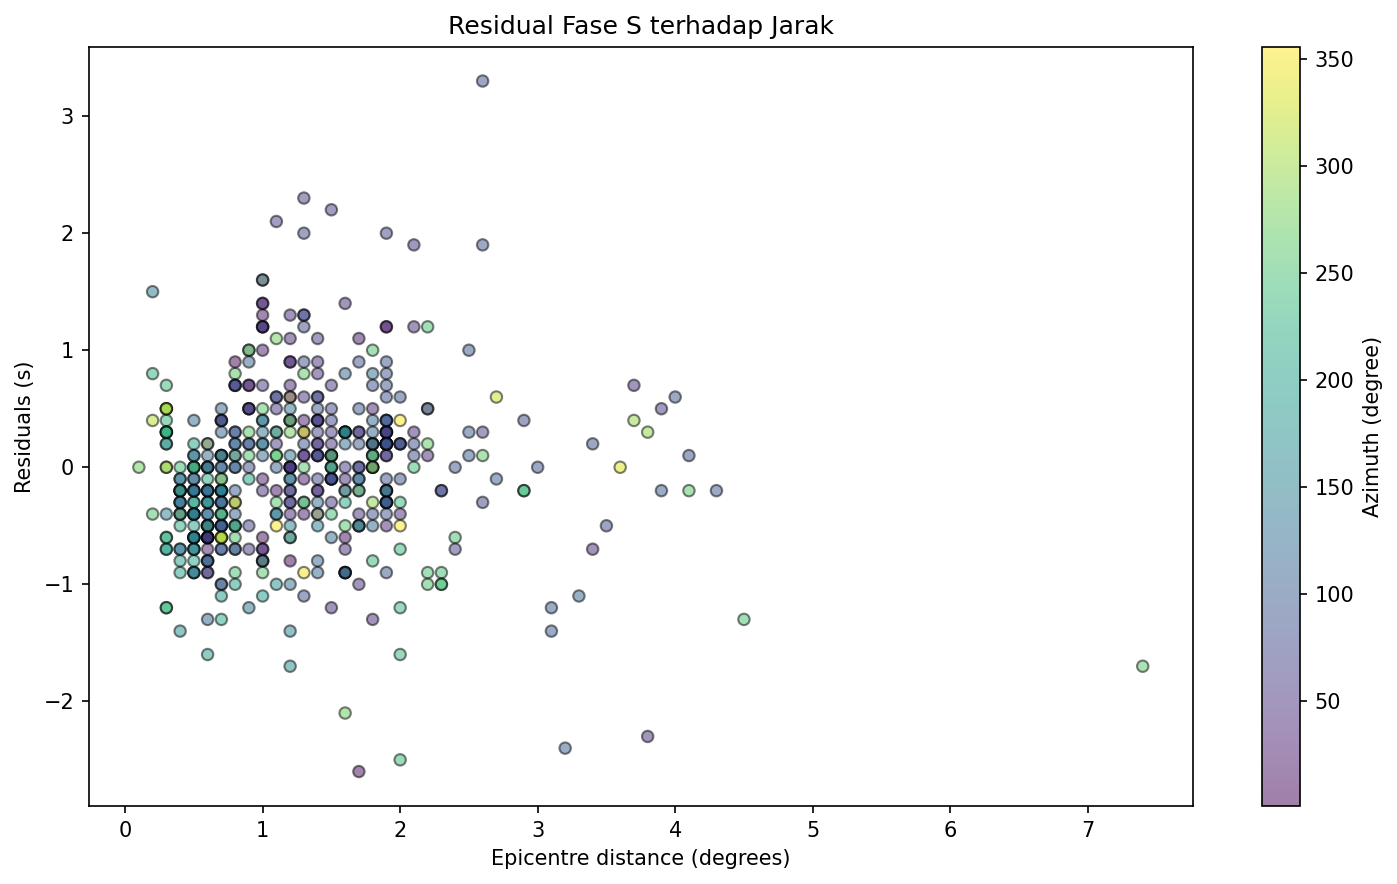 Residual Fase S terhadap Jarak
Residuals (s)
3
2
1
0
−1
−2
0 1 2 3 4 5 6 7
Epicentre distance (degrees)
350
300
250
200
150
100
50
Azimuth (degree)